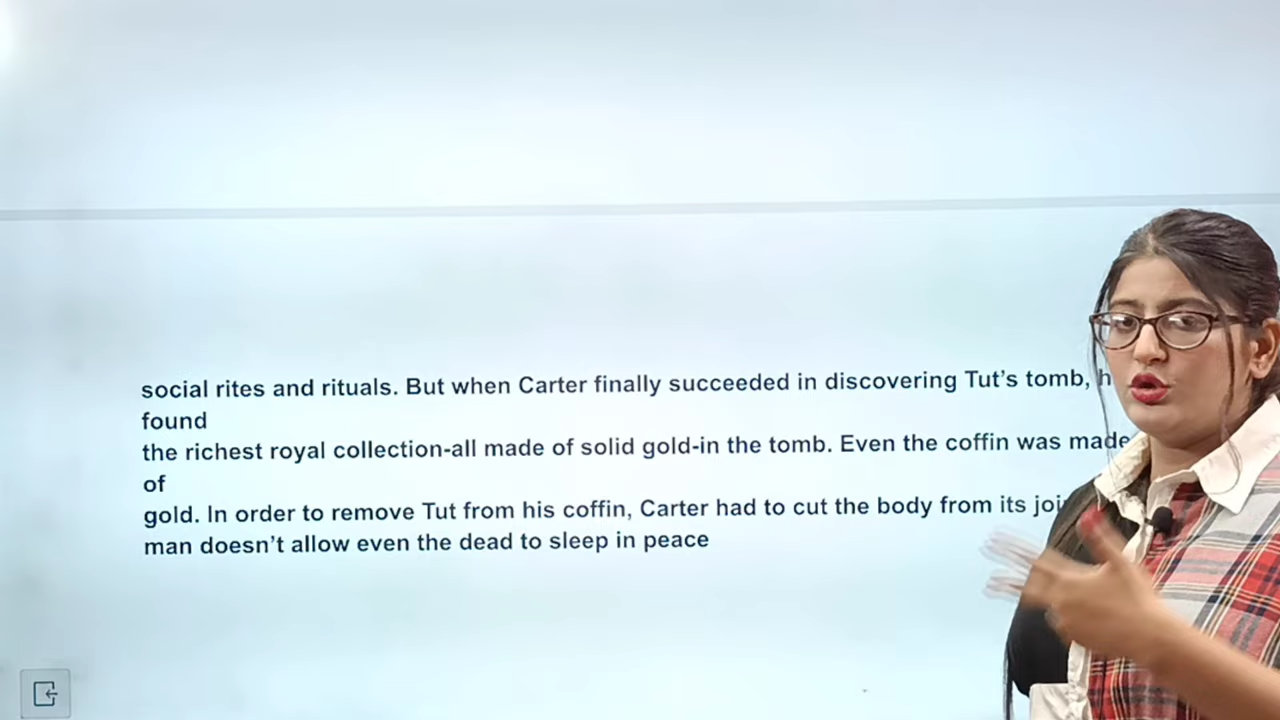 social rites and rituals. But when Carter finally succeeded in discovering Tut's tomb,
found
the richest royal collection-all made of solid gold-in the tomb. Even the coffin was made
of
gold. In order to remove Tut from his coffin, Carter had to cut the body from its
man doesn't allow even the dead to sleep in peace